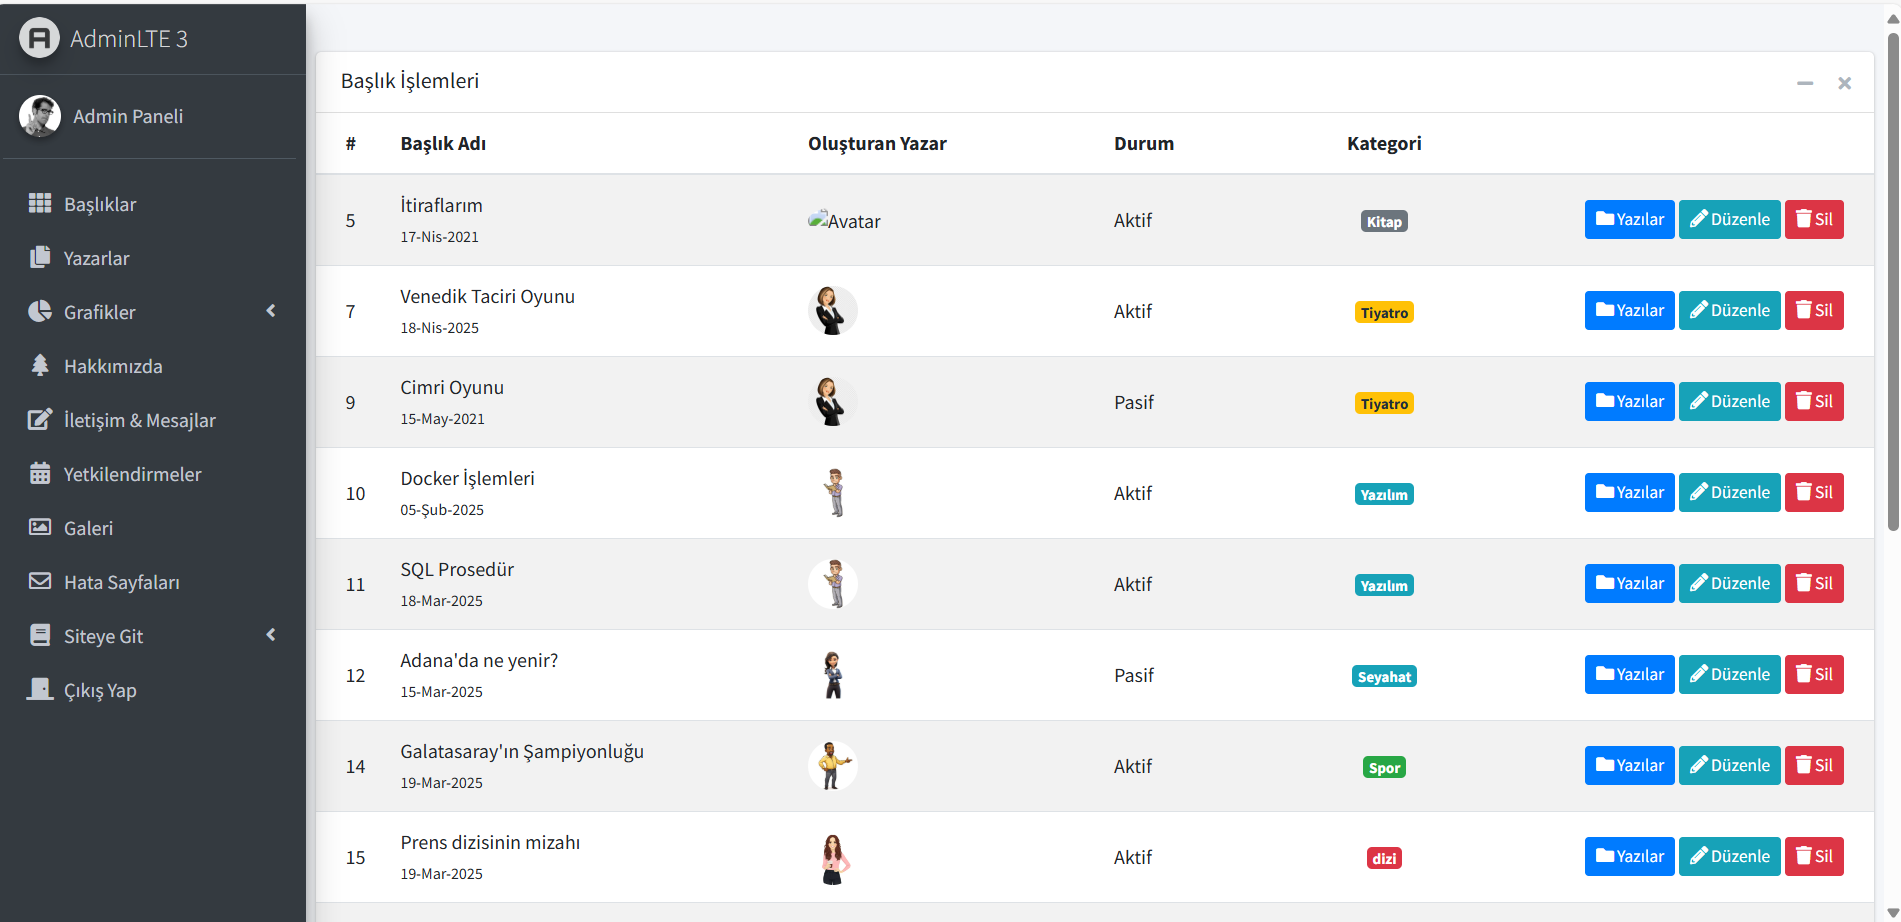 AdminLTE 3
Admin Paneli
Başlıklar
Yazarlar
Grafikler
Hakkımızda
İletişim & Mesajlar
Yetkilendirmeler
Galeri
Hata Sayfaları
Siteye Git
Çıkış Yap
Başlık İşlemleri
# Başlık Adı Oluşturan Yazar Durum Kategori
5 İtiraflarım 17-Nis-2021 Avatar Aktif Kitap Yazılar Düzenle Sil
7 Venedik Taciri Oyunu 18-Nis-2025 Aktif Tiyatro Yazılar Düzenle Sil
9 Cimri Oyunu 15-May-2021 Pasif Tiyatro Yazılar Düzenle Sil
10 Docker İşlemleri 05-Şub-2025 Aktif Yazılım Yazılar Düzenle Sil
11 SQL Prosedür 18-Mar-2025 Aktif Yazılım Yazılar Düzenle Sil
12 Adana'da ne yenir? 15-Mar-2025 Pasif Seyahat Yazılar Düzenle Sil
14 Galatasaray'ın Şampiyonluğu 19-Mar-2025 Aktif Spor Yazılar Düzenle Sil
15 Prens dizisinin mizahı 19-Mar-2025 Aktif dizi Yazılar Düzenle Sil